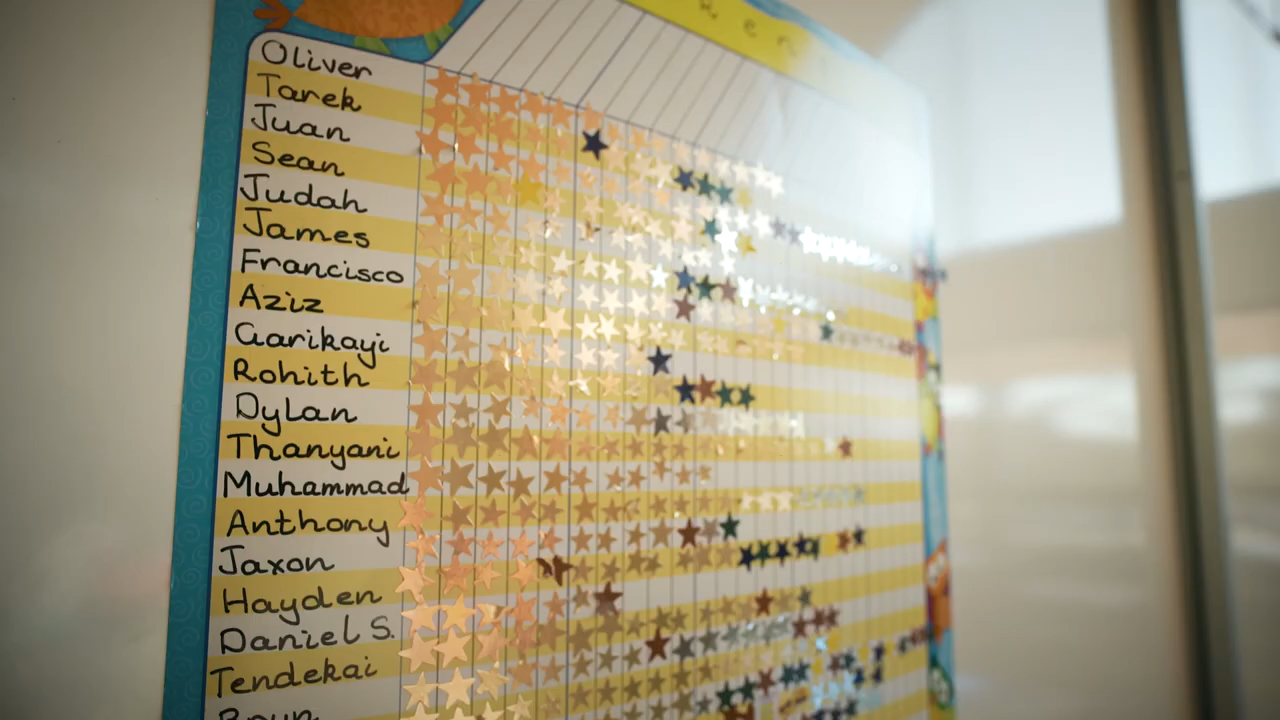 Oliver
Tarek
Juan
Sean
Judah
James
Francisco
Aziz
Garikayi
Rohith
Dylan
Thanyani
Muhammad
Anthony
Jaxon
Hayden
Daniel S.
Tendekai